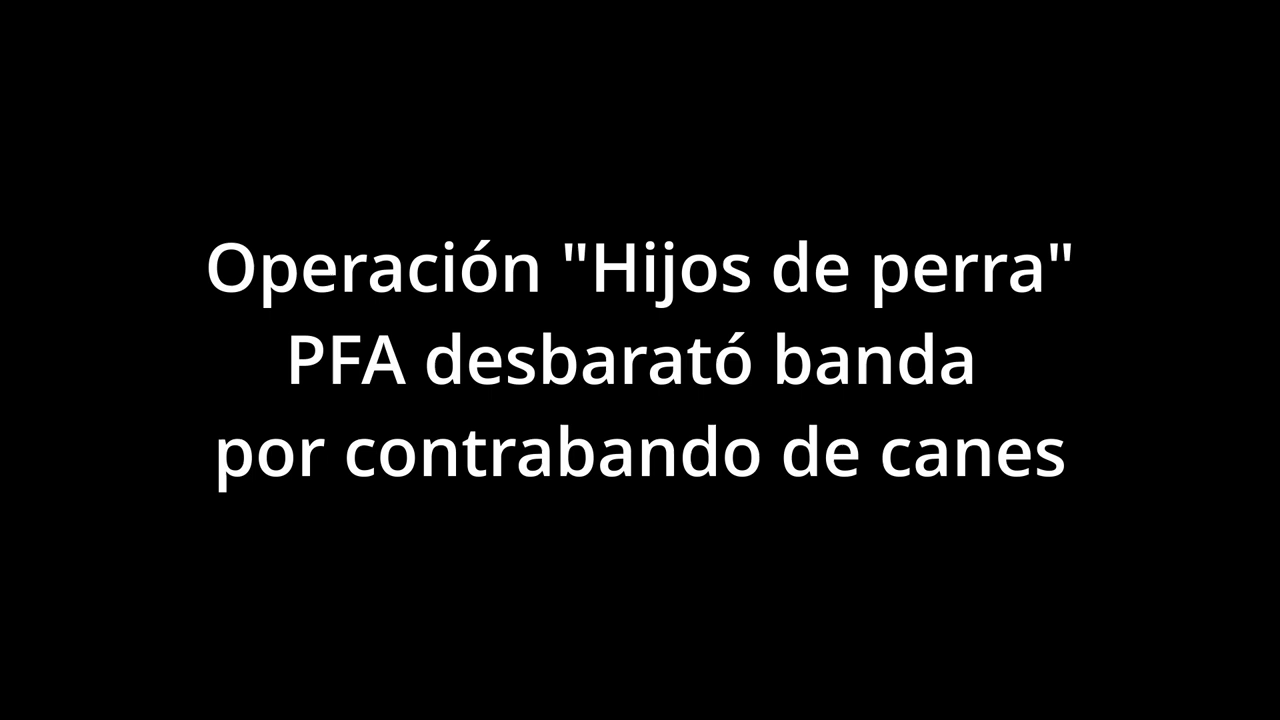 Operación "Hijos de perra"
PFA desbarató banda
por contrabando de canes